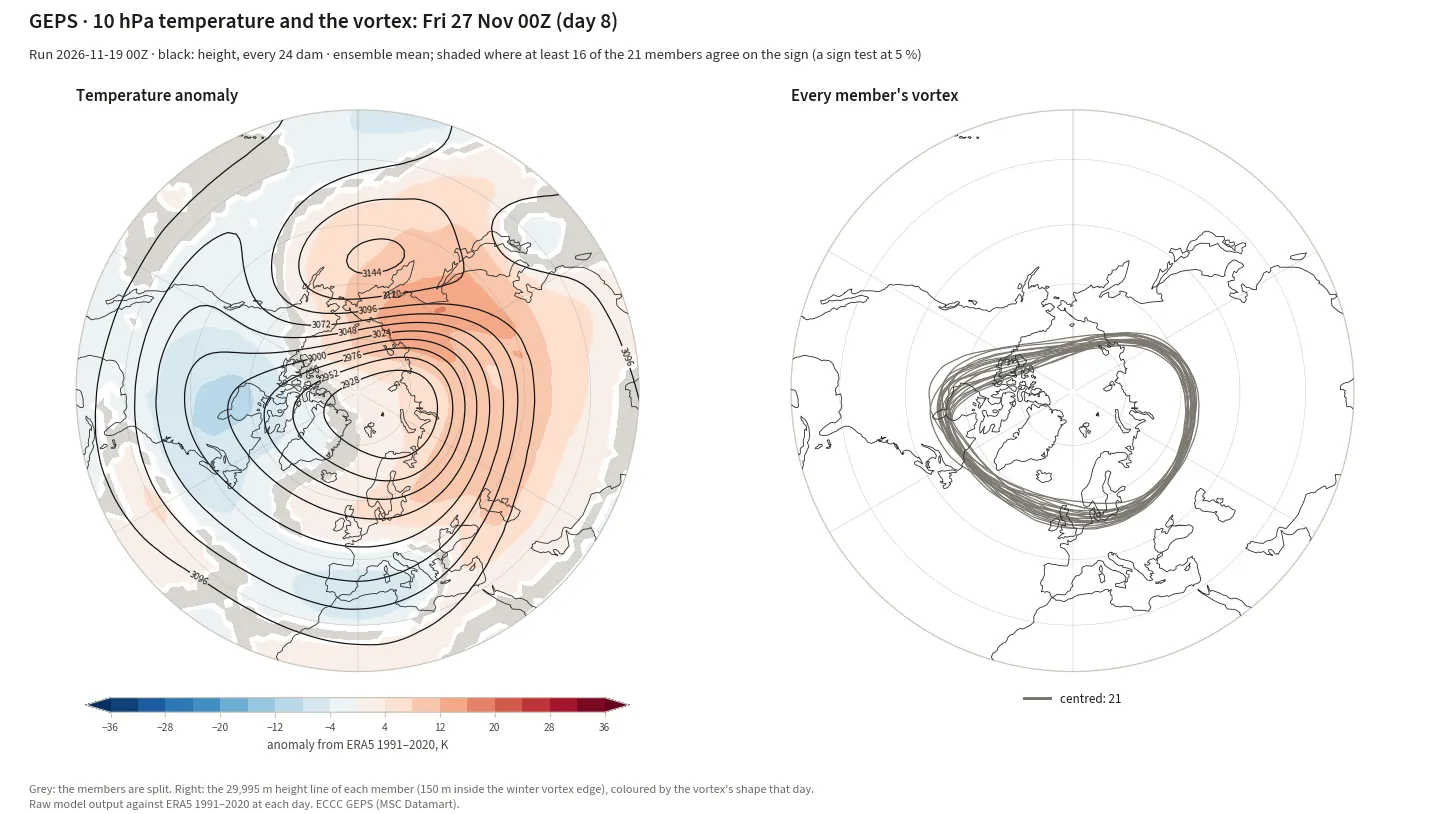 GEPS · 10 hPa temperature and the vortex: Fri 27 Nov 00Z (day 8)
Run 2026-11-19 00Z · black: height, every 24 dam · ensemble mean; shaded where at least 16 of the 21 members agree on the sign (a sign test at 5 %)
Temperature anomaly
Every member's vortex
3144
3120
3096
3072
3048
3024
3000
2976
2952
2928
3096
3096
centred: 21
−36
−28
−20
−12
−4
4
12
20
28
36
anomaly from ERA5 1991–2020, K
Grey: the members are split. Right: the 29,995 m height line of each member (150 m inside the winter vortex edge), coloured by the vortex's shape that day.
Raw model output against ERA5 1991–2020 at each day. ECCC GEPS (MSC Datamart).